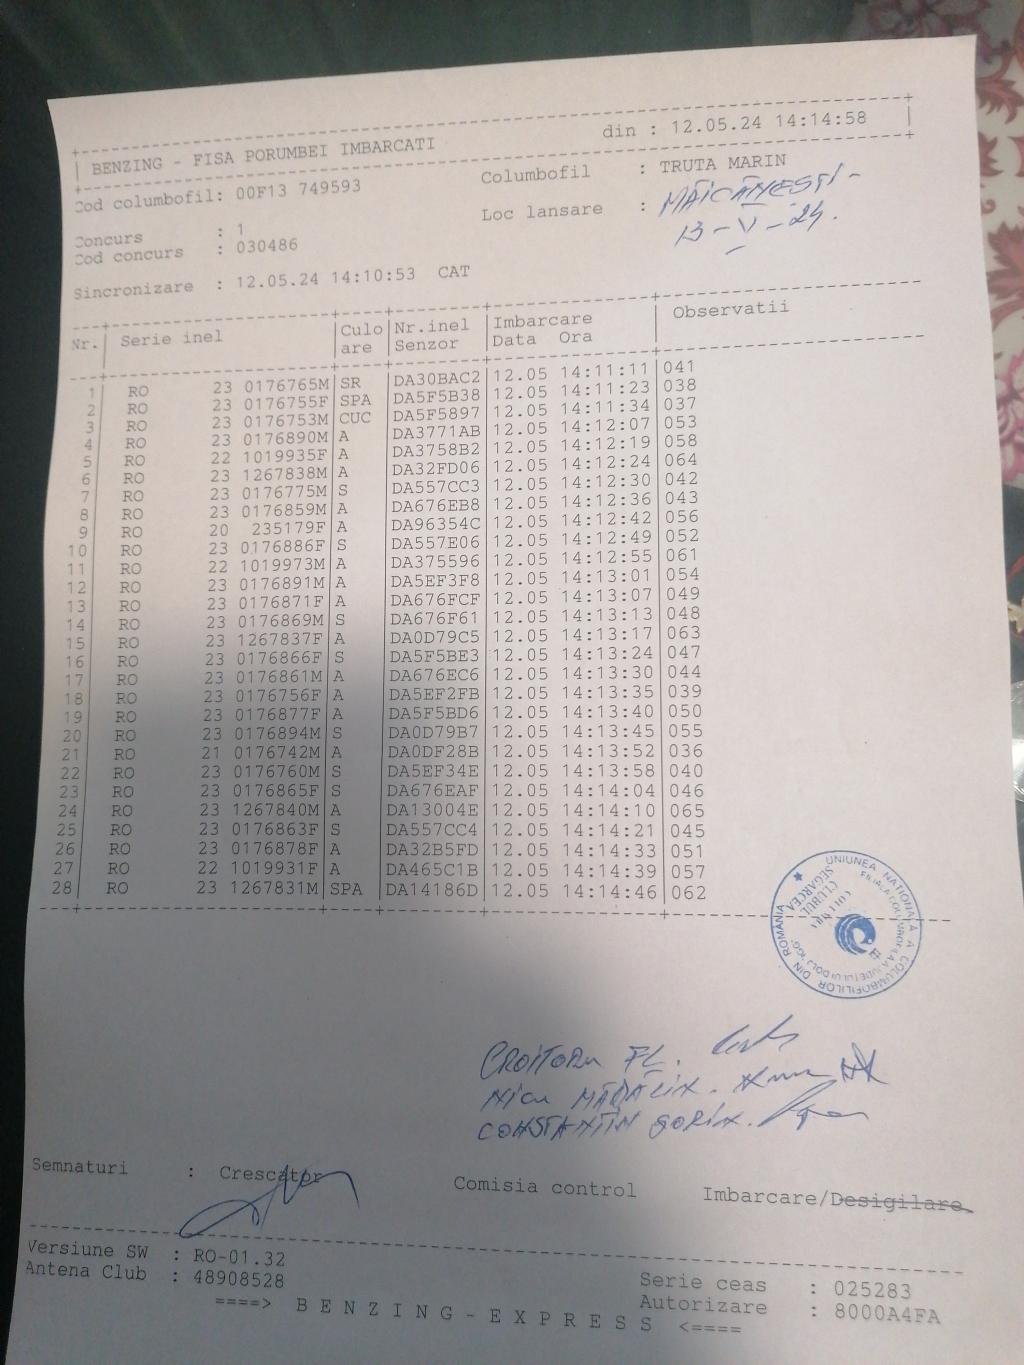 BENZING - FISA PORUMBEI IMBARCATI din : 12.05.24 14:14:58
Cod columbofil: 00F13 749593 Columbofil : TRUTA MARIN
Loc lansare : MĂICĂNEȘTI -
13-V-24.
Concurs : 1
Cod concurs : 030486
Sincronizare : 12.05.24 14:10:53 CAT
Nr. Serie inel Culo Nr.inel Imbarcare Observatii
are Senzor Data Ora
1 RO 23 0176765M SR DA30BAC2 12.05 14:11:11 041
2 RO 23 0176755F SPA DA5F5B38 12.05 14:11:23 038
3 RO 23 0176753M CUC DA5F5897 12.05 14:11:34 037
4 RO 23 0176890M A DA3771AB 12.05 14:12:07 053
5 RO 22 1019935F A DA3758B2 12.05 14:12:19 058
6 RO 23 1267838M A DA32FD06 12.05 14:12:24 064
7 RO 23 0176775M S DA557CC3 12.05 14:12:30 042
8 RO 23 0176859M A DA676EB8 12.05 14:12:36 043
9 RO 20 235179F A DA96354C 12.05 14:12:42 056
10 RO 23 0176886F S DA557E06 12.05 14:12:49 052
11 RO 22 1019973M A DA375596 12.05 14:12:55 061
12 RO 23 0176891M A DA5EF3F8 12.05 14:13:01 054
13 RO 23 0176871F A DA676FCF 12.05 14:13:07 049
14 RO 23 0176869M S DA676F61 12.05 14:13:13 048
15 RO 23 1267837F A DA0D79C5 12.05 14:13:17 063
16 RO 23 0176866F S DA5F5BE3 12.05 14:13:24 047
17 RO 23 0176861M A DA676EC6 12.05 14:13:30 044
18 RO 23 0176756F A DA5EF2FB 12.05 14:13:35 039
19 RO 23 0176877F A DA5F5BD6 12.05 14:13:40 050
20 RO 23 0176894M S DA0D79B7 12.05 14:13:45 055
21 RO 21 0176742M A DA0DF28B 12.05 14:13:52 036
22 RO 23 0176760M S DA5EF34E 12.05 14:13:58 040
23 RO 23 0176865F S DA676EAF 12.05 14:14:04 046
24 RO 23 1267840M A DA13004E 12.05 14:14:10 065
25 RO 23 0176863F S DA557CC4 12.05 14:14:21 045
26 RO 23 0176878F A DA32B5FD 12.05 14:14:33 051
27 RO 22 1019931F A DA465C1B 12.05 14:14:39 057
28 RO 23 1267831M SPA DA14186D 12.05 14:14:46 062
UNIUNEA NATIONALA A COLUMBOFILILOR DIN ROMÂNIA
CLUBUL
SEGARCEA
CROITORU FL.
NICU MĂDĂLIN.
CONSTANTIN SORIN.
Semnaturi : Crescator Comisia control Imbarcare/Desigilare
Versiune SW : RO-01.32 Serie ceas : 025283
Antena Club : 48908528 Autorizare : 8000A4FA
====> BENZING-EXPRESS <====